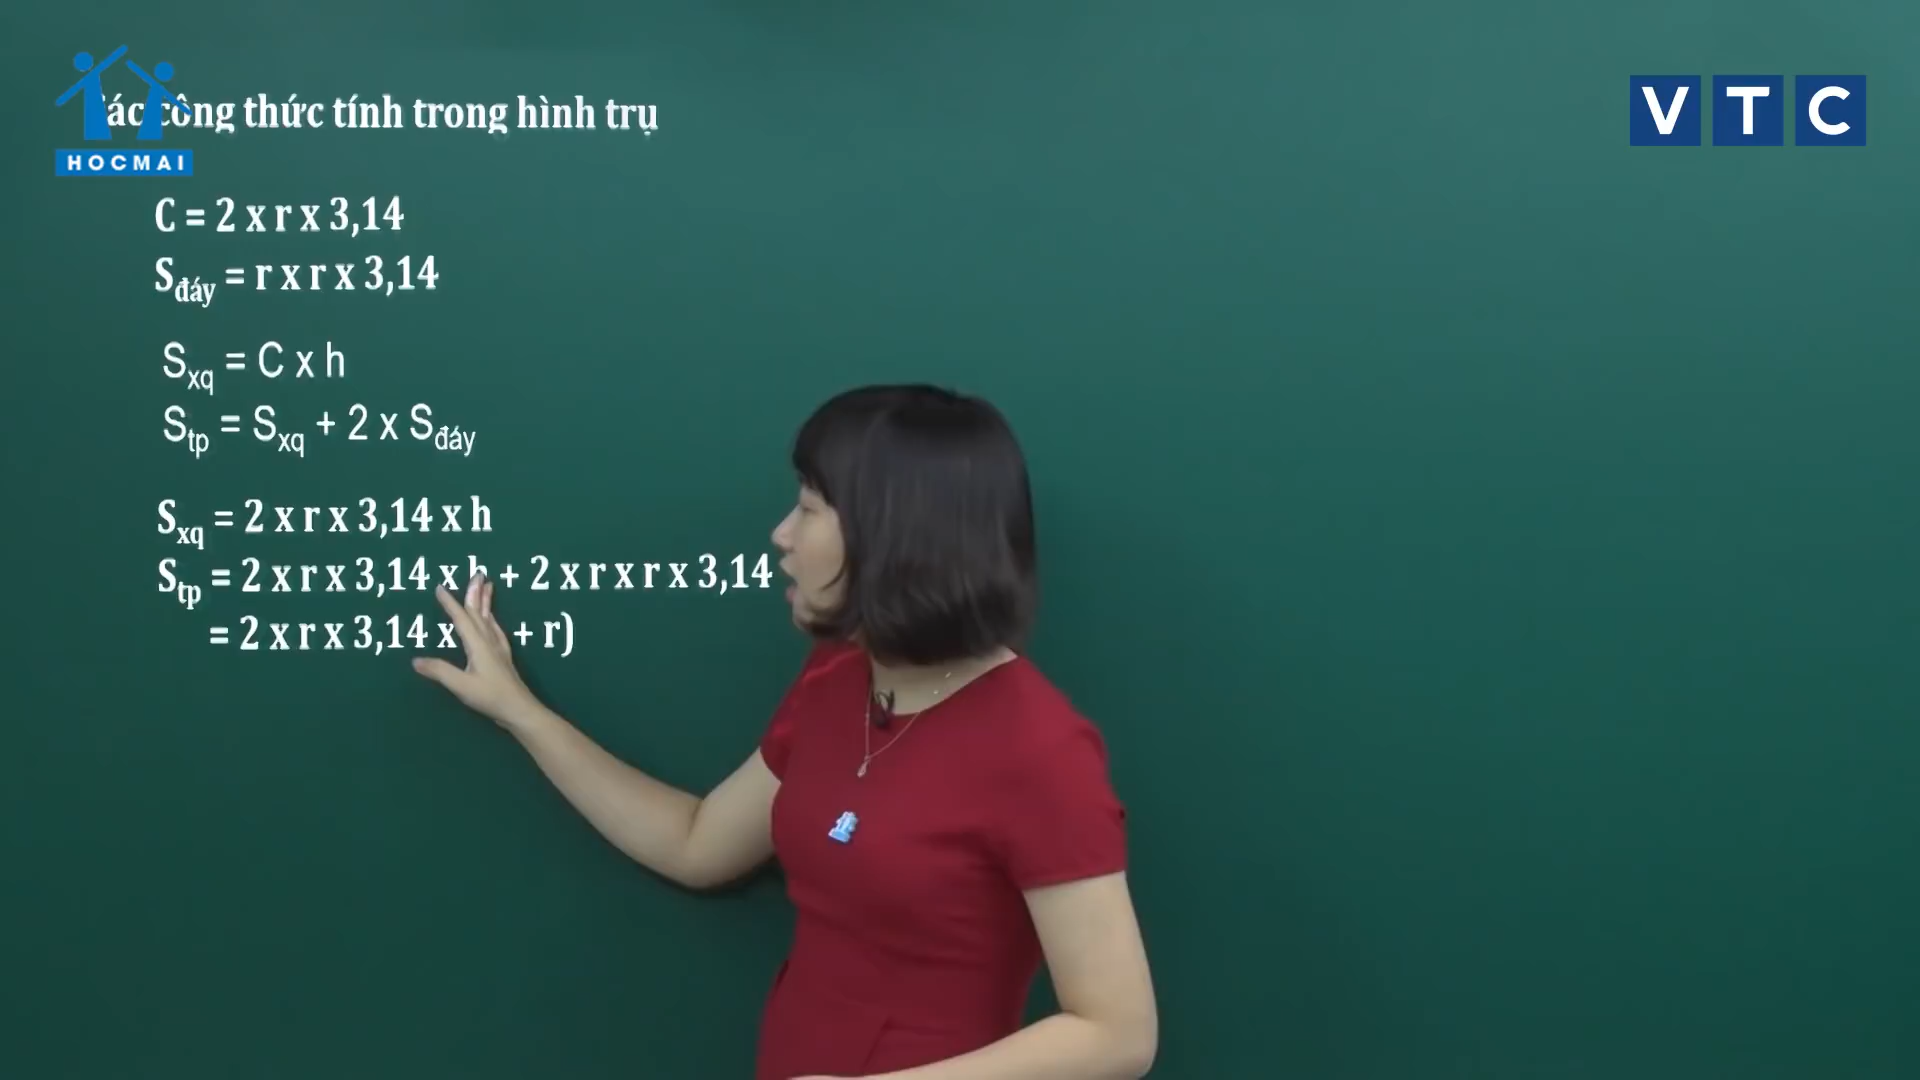 HOCMAI
VTC
Các công thức tính trong hình trụ
C = 2 x r x 3,14
Sđáy = r x r x 3,14
Sxq = C x h
Stp = Sxq + 2 x Sđáy
Sxq = 2 x r x 3,14 x h
Stp = 2 x r x 3,14 x h + 2 x r x r x 3,14
= 2 x r x 3,14 x + r)